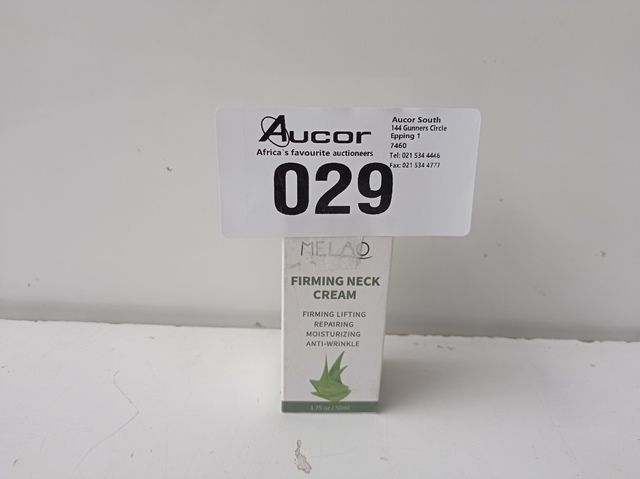 Aucor
Africa's favourite auctioneers
Aucor South
144 Gunners Circle
Epping 1
7460
Tel: 021 534 4446
Fax: 021 534 4777
029
MELAO
FIRMING NECK
CREAM
FIRMING LIFTING
REPAIRING
MOISTURIZING
ANTI-WRINKLE
1.75 oz / 50ml